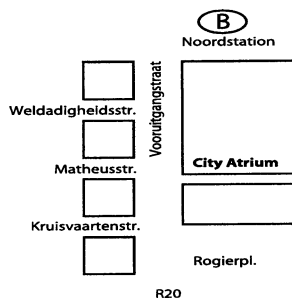 B
Noordstation
Vooruitgangstraat
Weldadigheidsstr.
City Atrium
Matheusstr.
Kruisvaartenstr.
Rogierpl.
R20